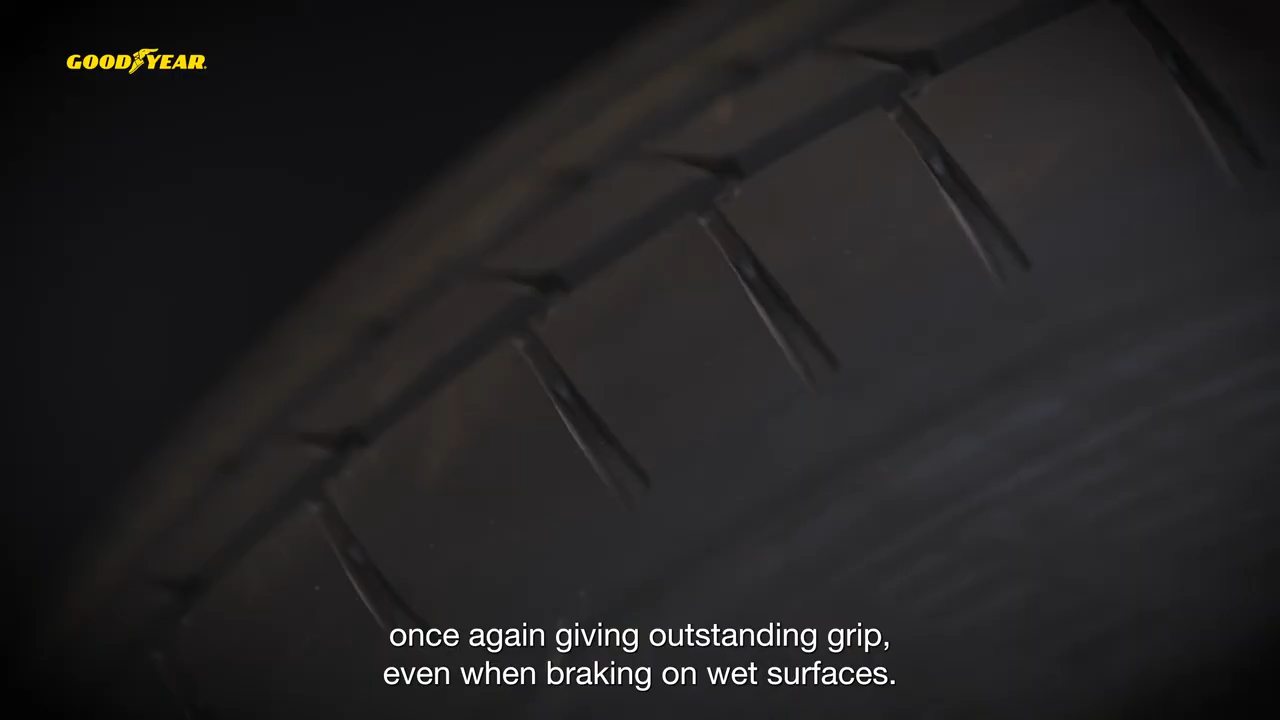 GOODYEAR
once again giving outstanding grip,
even when braking on wet surfaces.